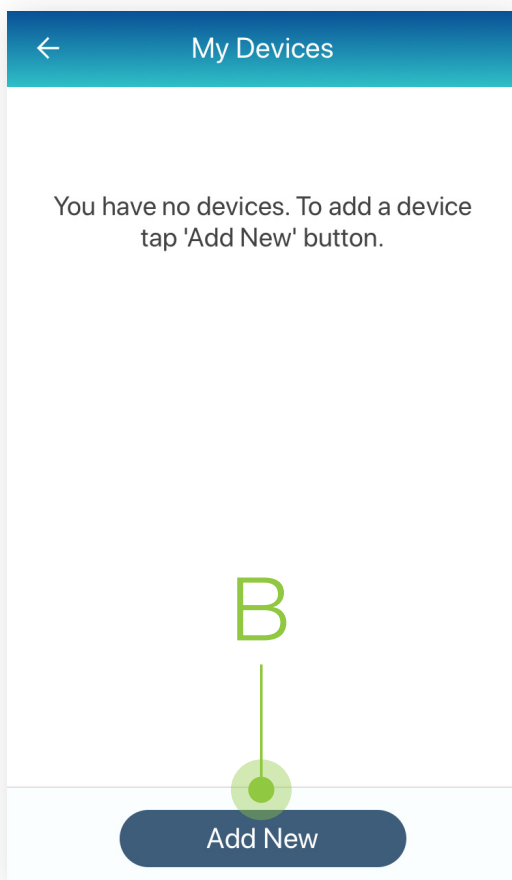 My Devices
You have no devices. To add a device
tap 'Add New' button.
B
Add New